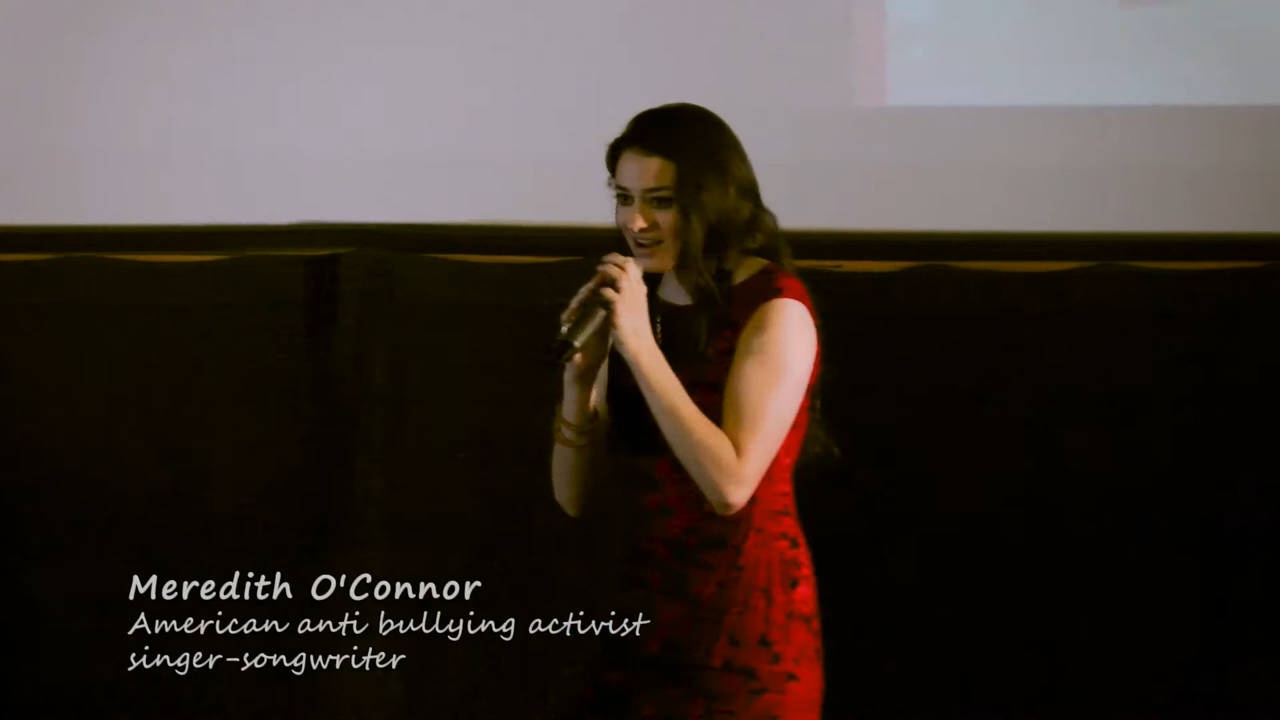 Meredith O'Connor
American anti bullying activist
singer-songwriter